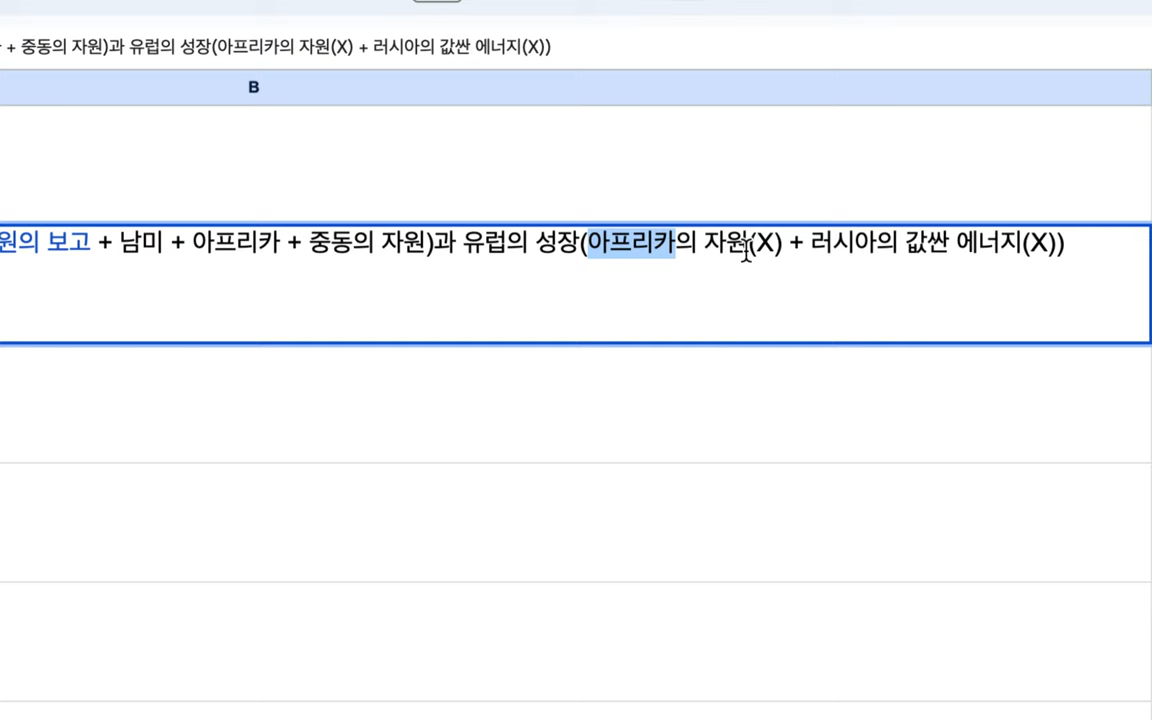 + 중동의 자원)과 유럽의 성장(아프리카의 자원(X) + 러시아의 값싼 에너지(X))
B
원의 보고 + 남미 + 아프리카 + 중동의 자원)과 유럽의 성장(아프리카의 자원(X) + 러시아의 값싼 에너지(X))